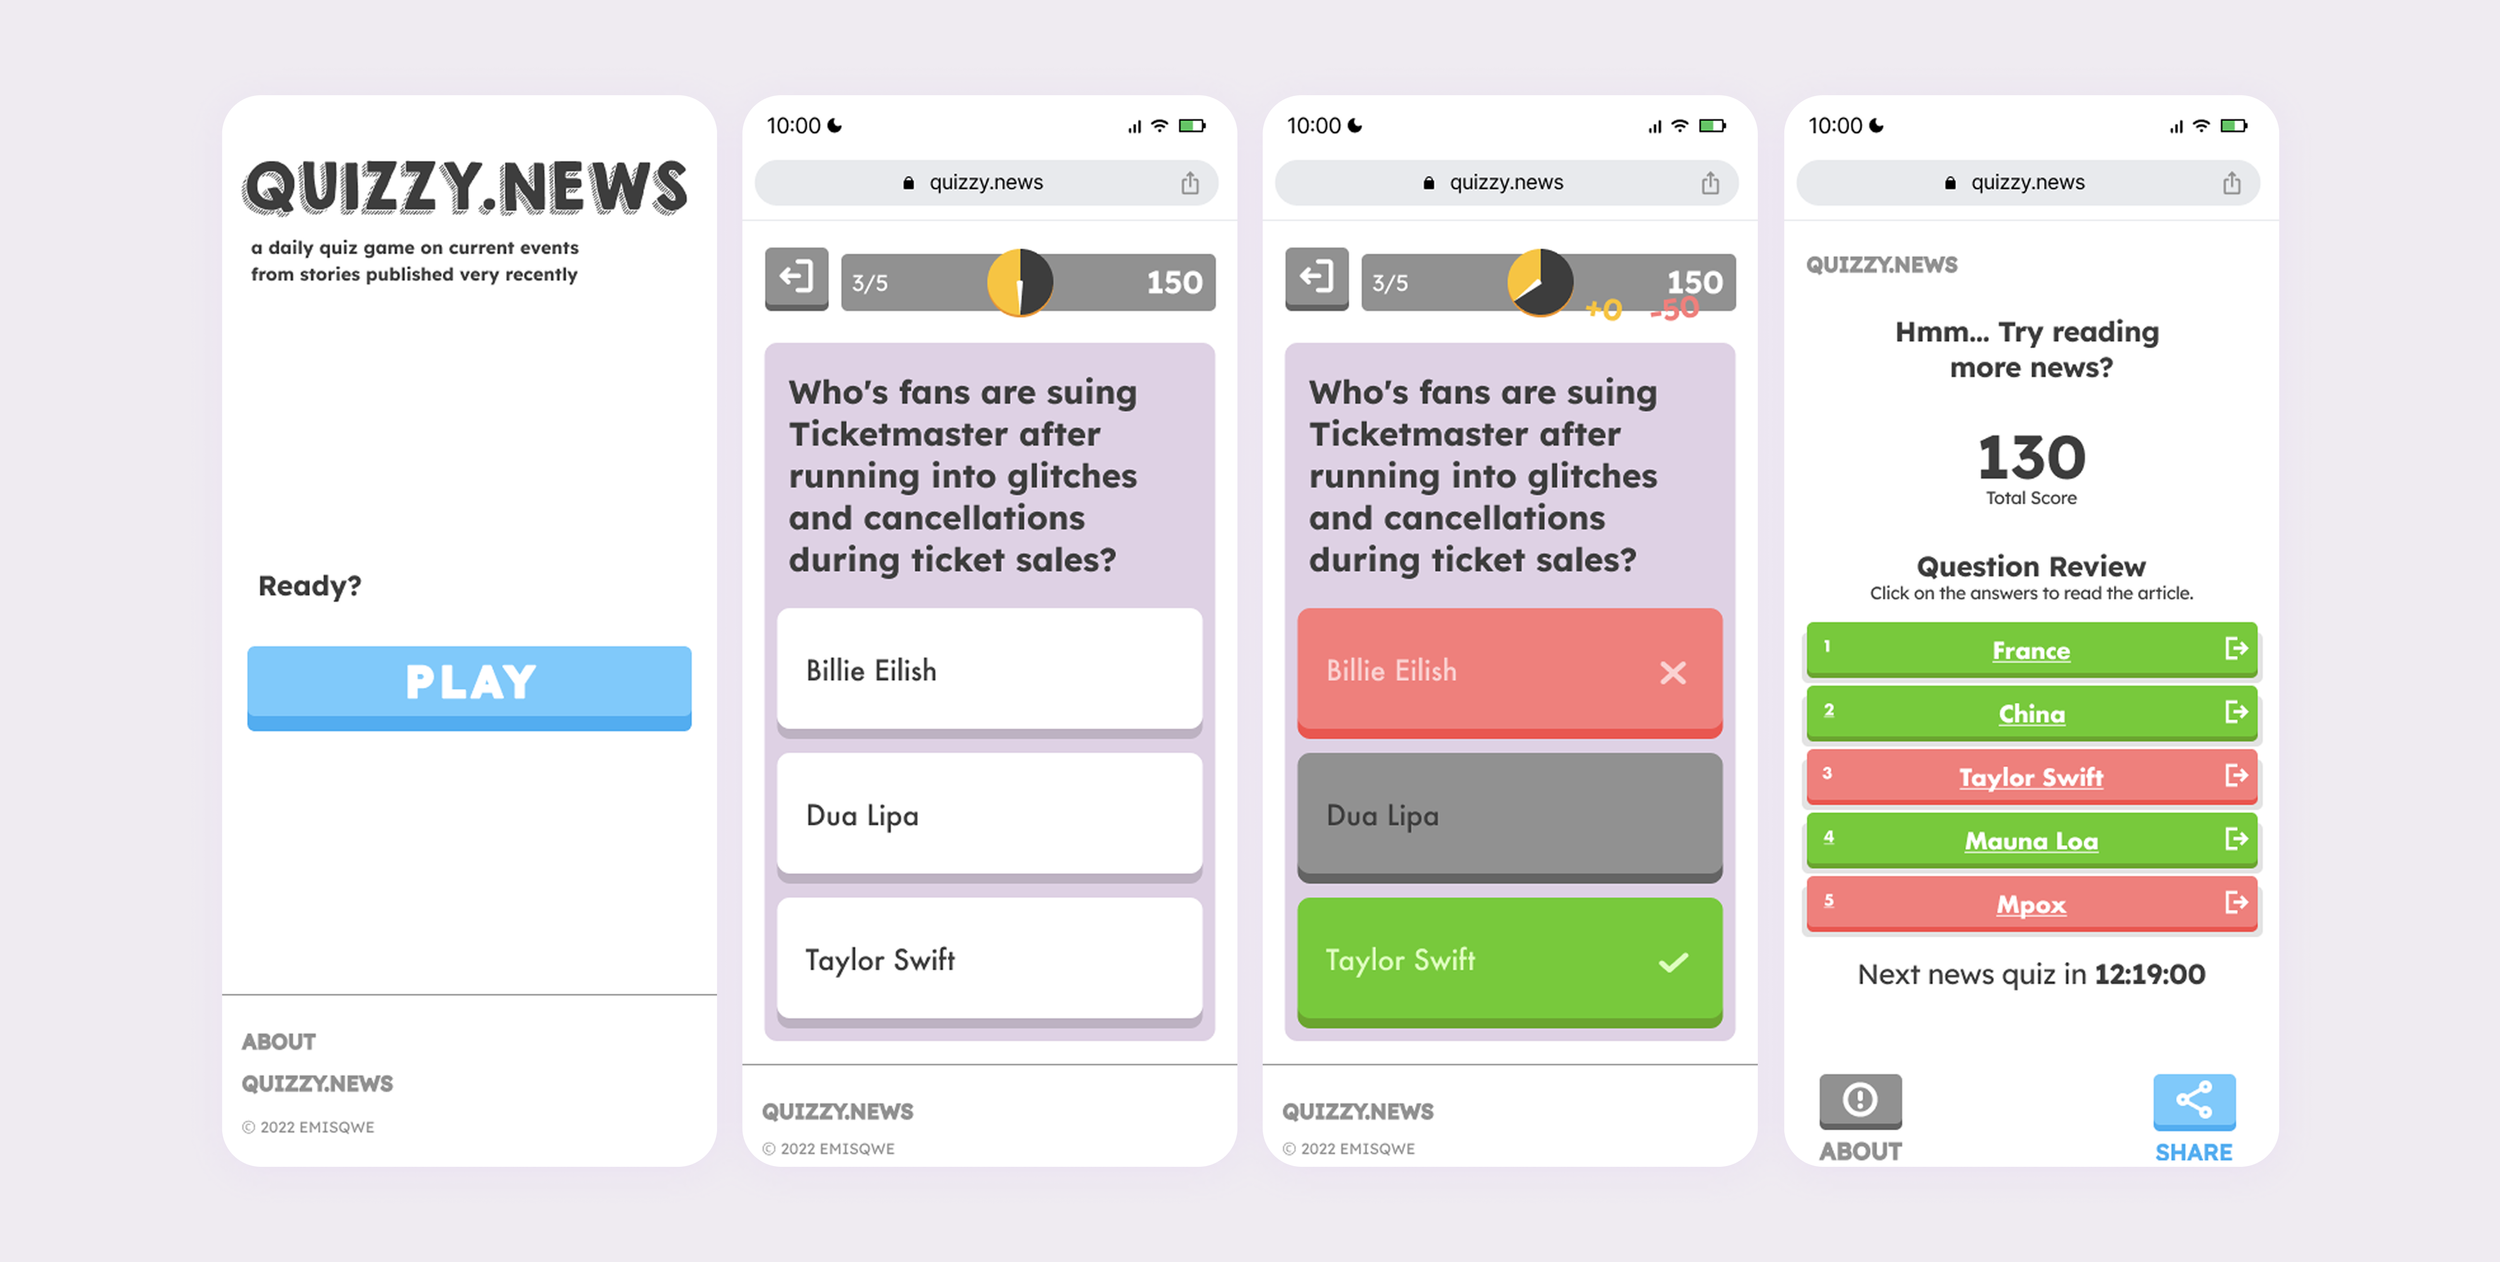 QUIZZY.NEWS
a daily quiz game on current events
from stories published very recently
Ready?
PLAY
ABOUT
QUIZZY.NEWS
© 2022 EMISQWE
10:00
quizzy.news
3/5
150
Who's fans are suing
Ticketmaster after
running into glitches
and cancellations
during ticket sales?
Billie Eilish
Dua Lipa
Taylor Swift
QUIZZY.NEWS
© 2022 EMISQWE
10:00
quizzy.news
3/5
150
+0 -50
Who's fans are suing
Ticketmaster after
running into glitches
and cancellations
during ticket sales?
Billie Eilish
Dua Lipa
Taylor Swift
QUIZZY.NEWS
© 2022 EMISQWE
10:00
quizzy.news
QUIZZY.NEWS
Hmm... Try reading
more news?
130
Total Score
Question Review
Click on the answers to read the article.
1 France
2 China
3 Taylor Swift
4 Mauna Loa
5 Mpox
Next news quiz in 12:19:00
ABOUT
SHARE